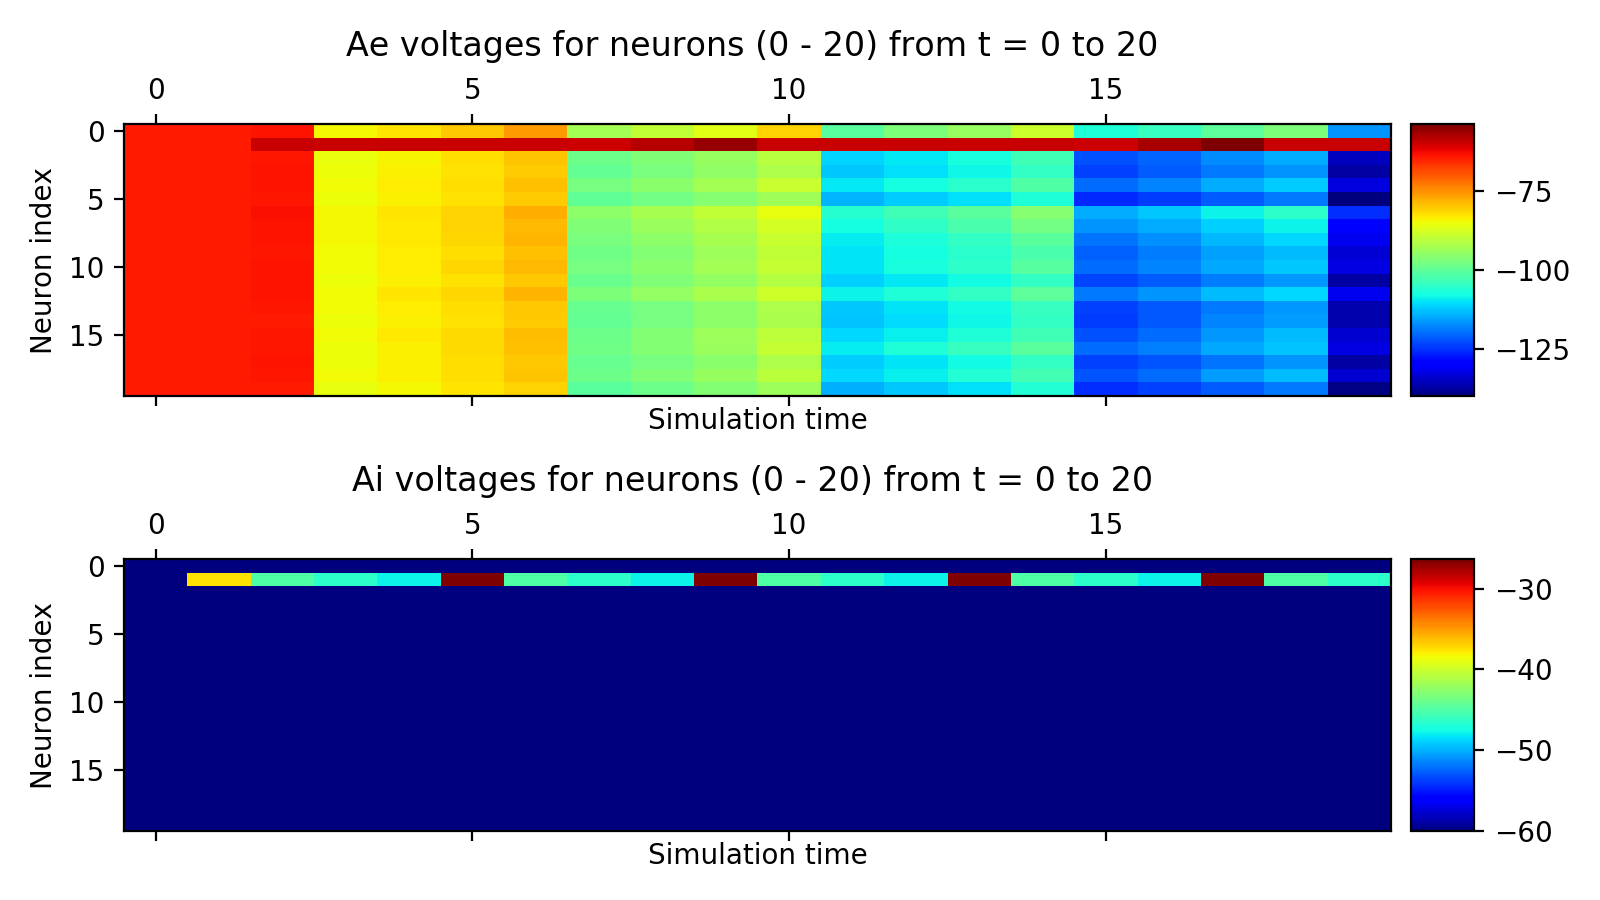 Ae voltages for neurons (0 - 20) from t = 0 to 20
0 5 10 15
Neuron index
0
5
10
15
Simulation time
−75
−100
−125
Ai voltages for neurons (0 - 20) from t = 0 to 20
0 5 10 15
Neuron index
0
5
10
15
Simulation time
−30
−40
−50
−60